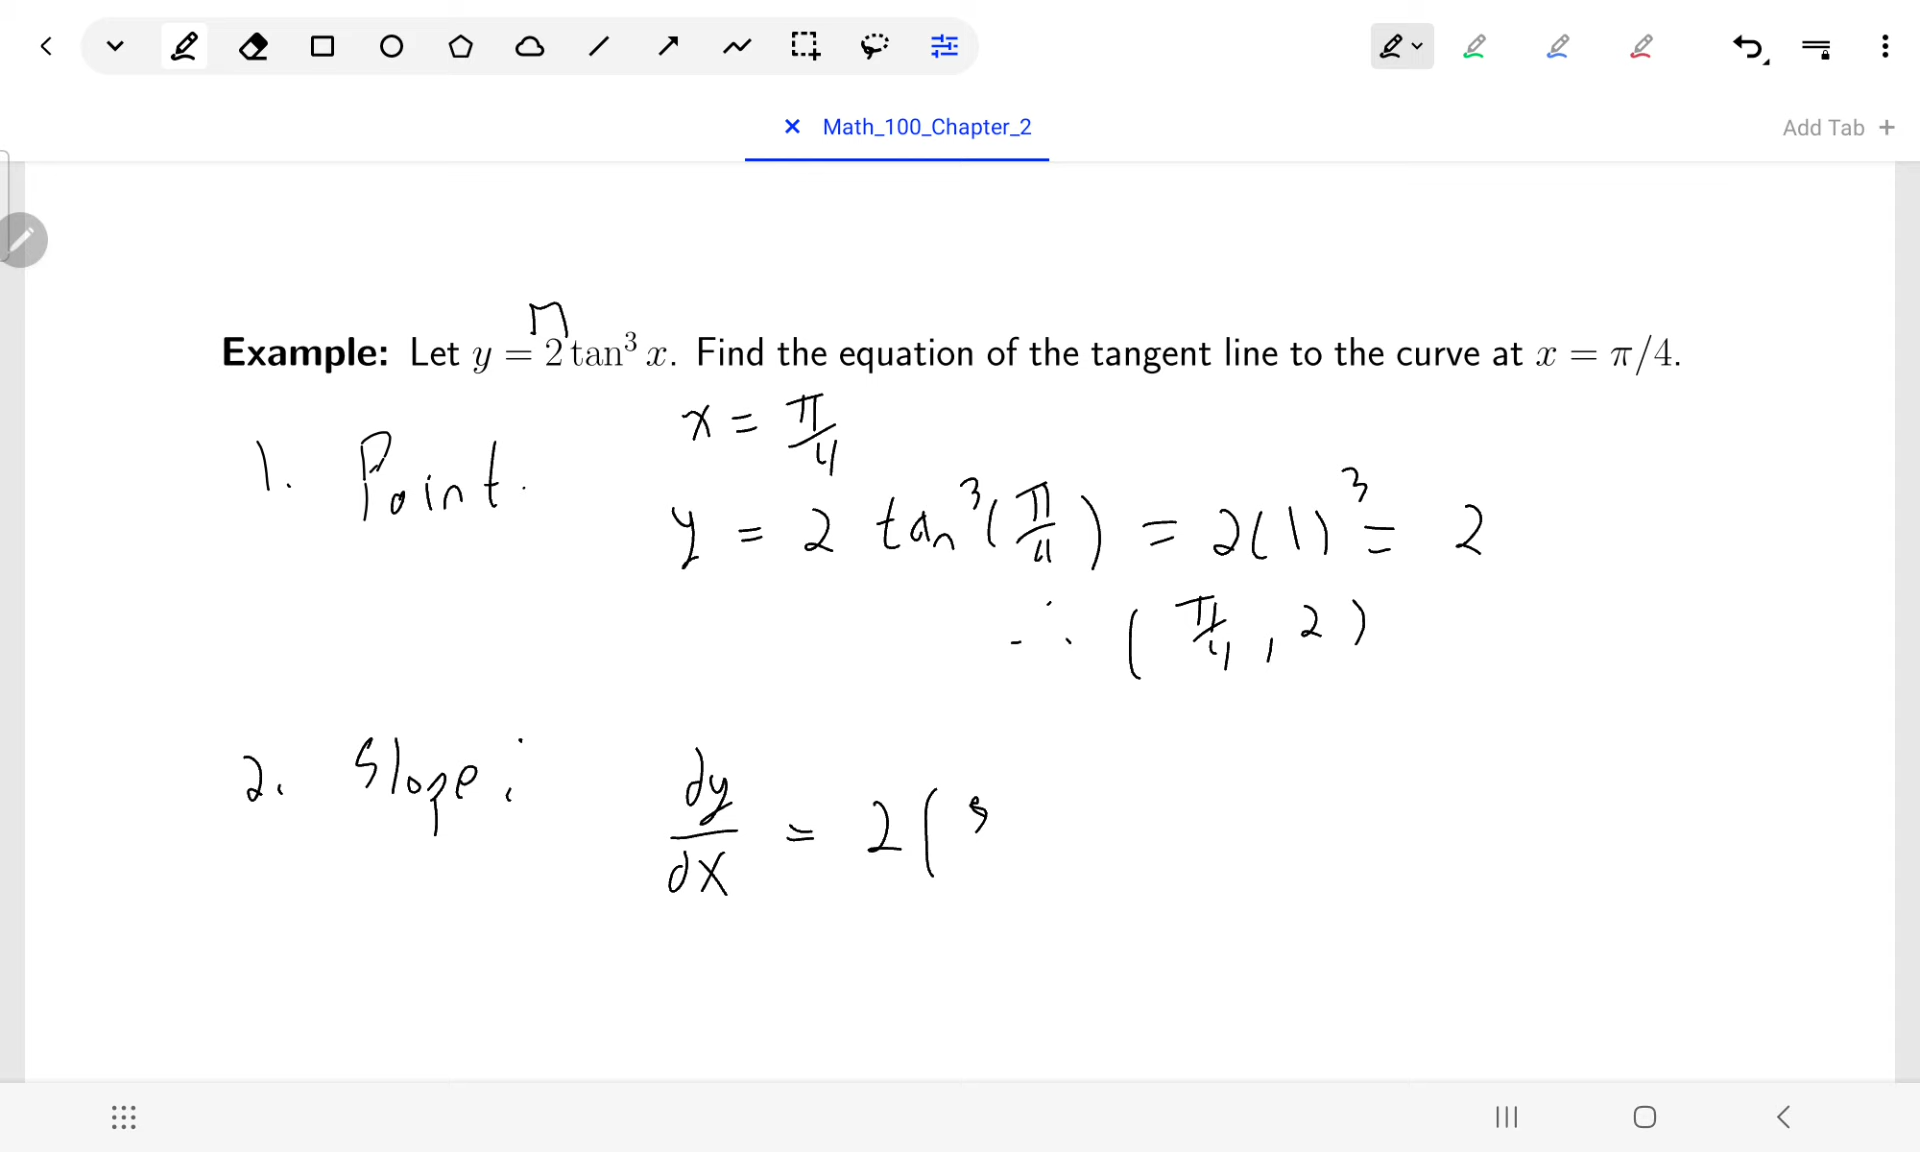 Math_100_Chapter_2
Add Tab +
Example: Let y = 2 tan³ x. Find the equation of the tangent line to the curve at x = π/4.
1. Point. x = π/4
y = 2 tan³(π/4) = 2(1)³ = 2
∴ (π/4, 2)
2. Slope: dy/dx = 2(